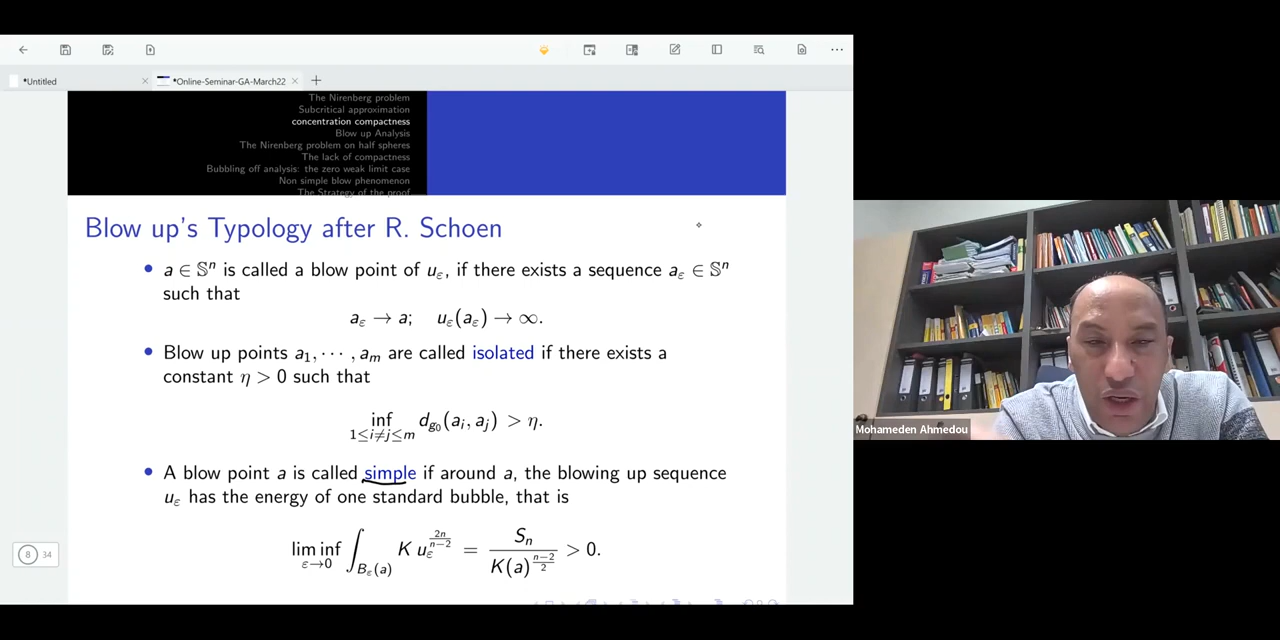 *Untitled
*Online-Seminar-GA-March22
The Nirenberg problem
Subcritical approximation
concentration compactness
Blow up Analysis
The Nirenberg problem on half spheres
The lack of compactness
Bubbling off analysis: the zero weak limit case
Non simple blow phenomenon
The Strategy of the proof
Blow up's Typology after R. Schoen
• a ∈ 𝕊ⁿ is called a blow point of u_ε, if there exists a sequence a_ε ∈ 𝕊ⁿ
such that
a_ε → a; u_ε(a_ε) → ∞.
• Blow up points a₁, ⋯ , a_m are called isolated if there exists a
constant η > 0 such that
inf_{1≤i≠j≤m} d_{g₀}(a_i, a_j) > η.
• A blow point a is called simple if around a, the blowing up sequence
u_ε has the energy of one standard bubble, that is
lim inf_{ε→0} ∫_{B_ε(a)} K u_ε^{2n/(n−2)} = S_n / K(a)^{(n−2)/2} > 0.
8 34
Mohameden Ahmedou